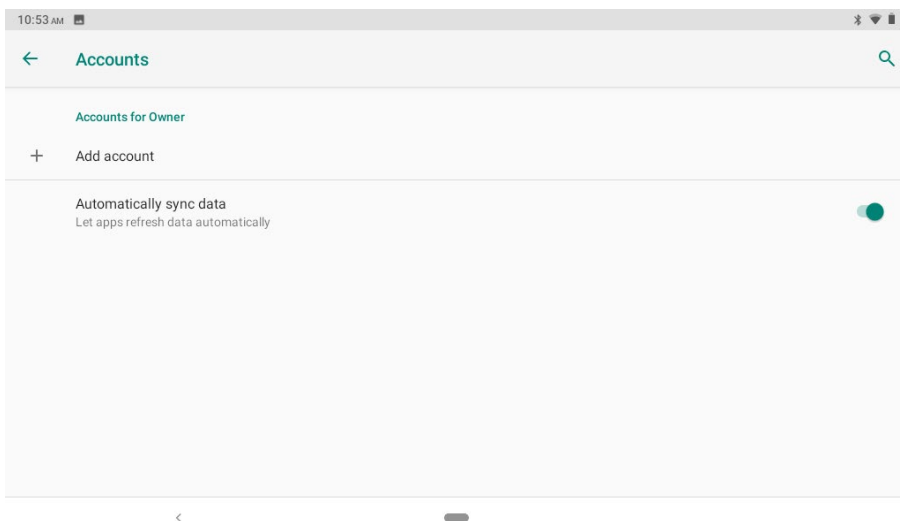 10:53 AM
Accounts
Accounts for Owner
Add account
Automatically sync data
Let apps refresh data automatically